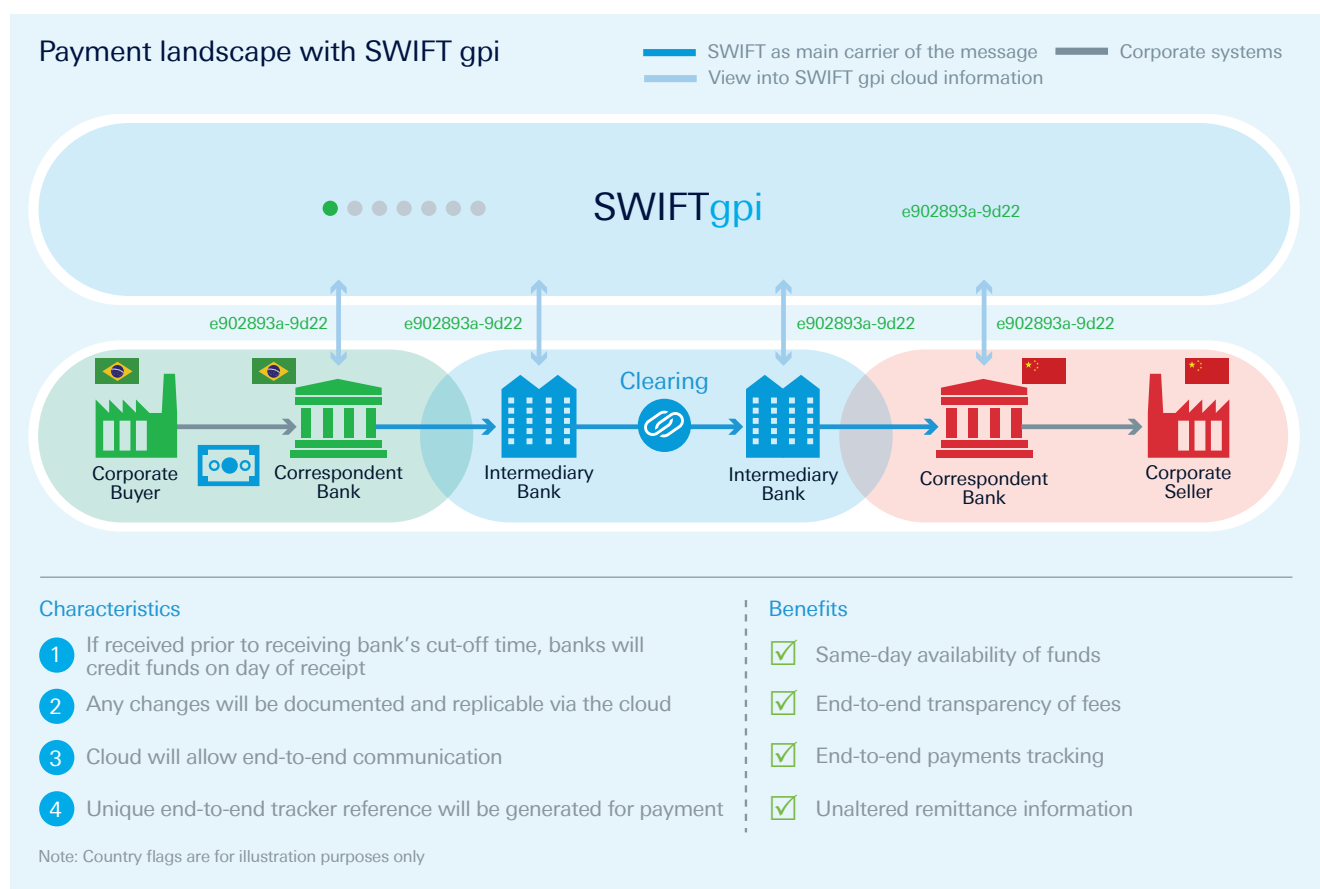 Payment landscape with SWIFT gpi
SWIFT as main carrier of the message
Corporate systems
View into SWIFT gpi cloud information
SWIFTgpi
e902893a-9d22
e902893a-9d22
e902893a-9d22
e902893a-9d22
e902893a-9d22
Clearing
Corporate
Buyer
Correspondent
Bank
Intermediary
Bank
Intermediary
Bank
Correspondent
Bank
Corporate
Seller
Characteristics
1
If received prior to receiving bank's cut-off time, banks will
credit funds on day of receipt
2
Any changes will be documented and replicable via the cloud
3
Cloud will allow end-to-end communication
4
Unique end-to-end tracker reference will be generated for payment
Benefits
Same-day availability of funds
End-to-end transparency of fees
End-to-end payments tracking
Unaltered remittance information
Note: Country flags are for illustration purposes only